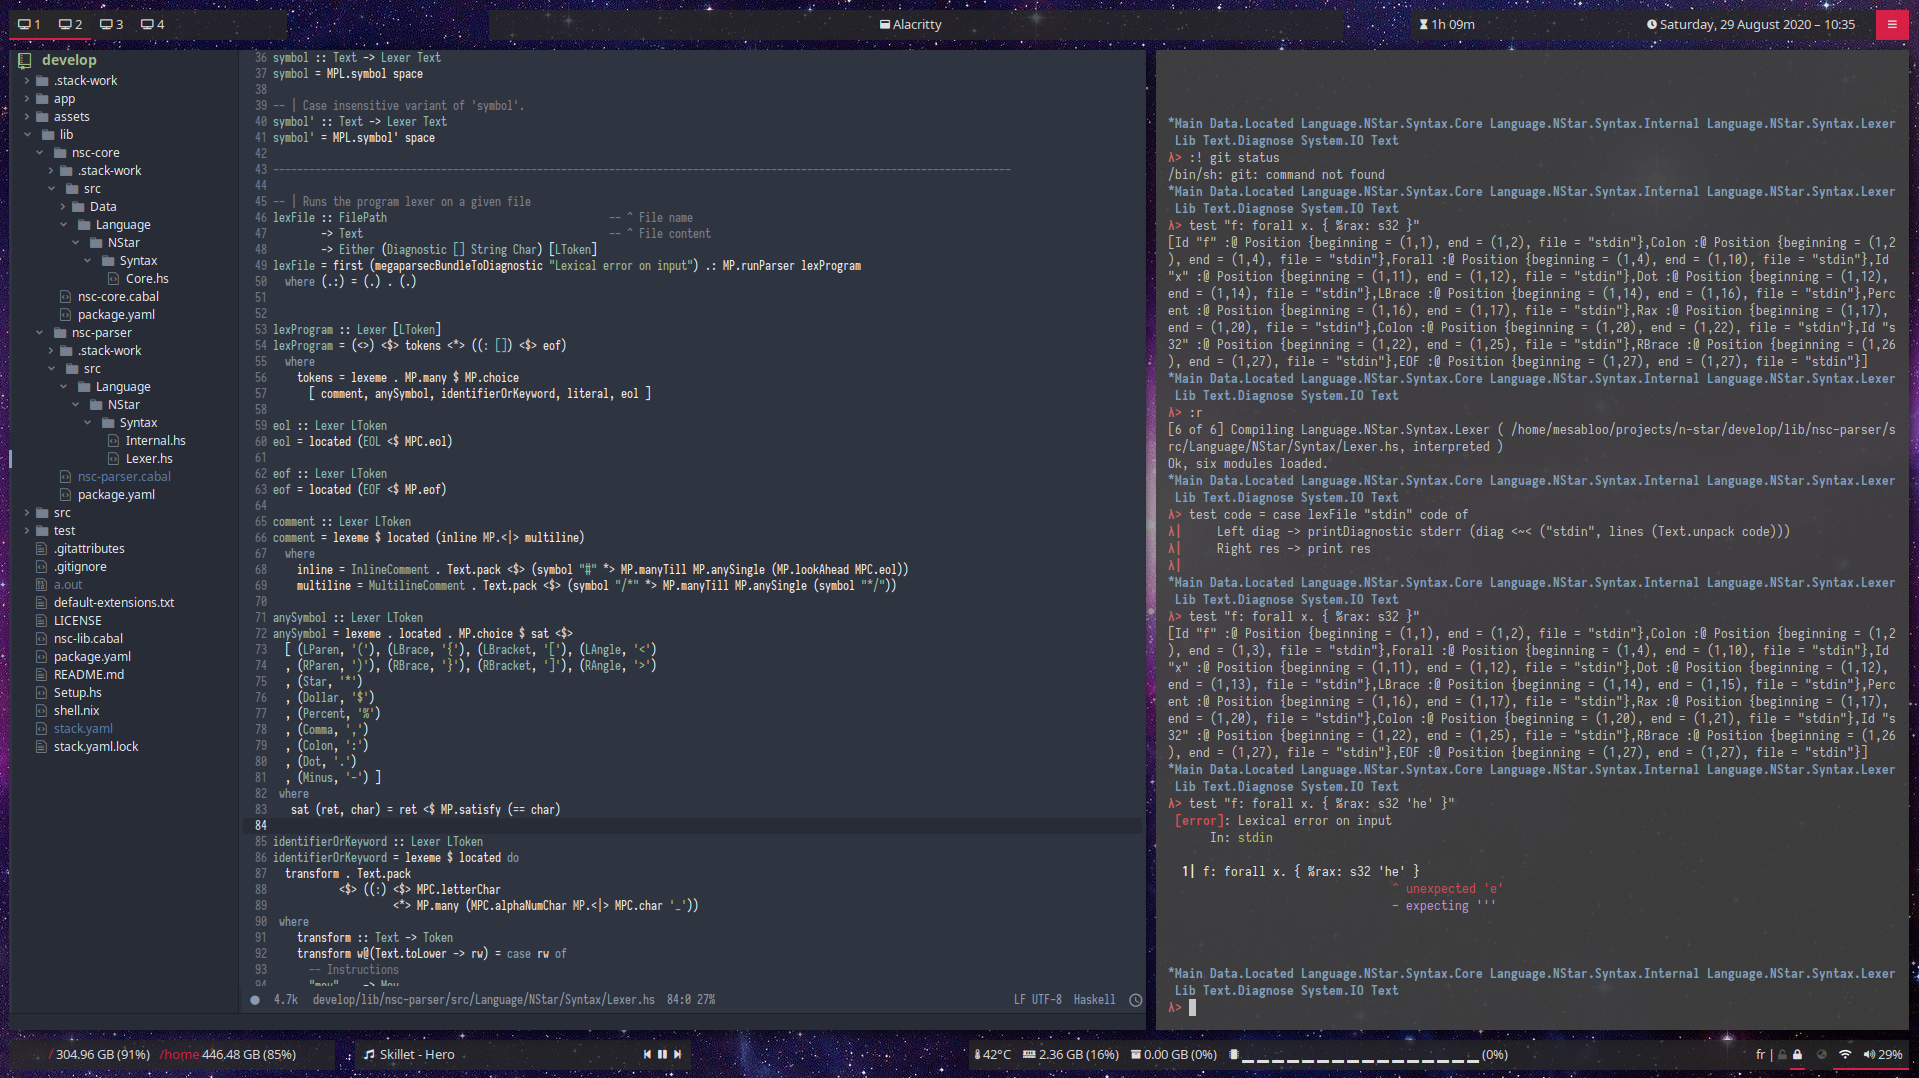 1 2 3 4
Alacritty
1h 09m
Saturday, 29 August 2020 – 10:35
develop
.stack-work
app
assets
lib
nsc-core
.stack-work
src
Data
Language
NStar
Syntax
Core.hs
nsc-core.cabal
package.yaml
nsc-parser
.stack-work
src
Language
NStar
Syntax
Internal.hs
Lexer.hs
nsc-parser.cabal
package.yaml
src
test
.gitattributes
.gitignore
a.out
default-extensions.txt
LICENSE
nsc-lib.cabal
package.yaml
README.md
Setup.hs
shell.nix
stack.yaml
stack.yaml.lock
36 symbol :: Text -> Lexer Text
37 symbol = MPL.symbol space
38
39 -- | Case insensitive variant of 'symbol'.
40 symbol' :: Text -> Lexer Text
41 symbol' = MPL.symbol' space
42
43 ---------------------------------------------------------------------------------------------------------------------------
44
45 -- | Runs the program lexer on a given file
46 lexFile :: FilePath -- ^ File name
47 -> Text -- ^ File content
48 -> Either (Diagnostic [] String Char) [LToken]
49 lexFile = first (megaparsecBundleToDiagnostic "Lexical error on input") .: MP.runParser lexProgram
50 where (.:) = (.) . (.)
51
52
53 lexProgram :: Lexer [LToken]
54 lexProgram = (<>) <$> tokens <*> ((: []) <$> eof)
55 where
56 tokens = lexeme . MP.many $ MP.choice
57 [ comment, anySymbol, identifierOrKeyword, literal, eol ]
58
59 eol :: Lexer LToken
60 eol = located (EOL <$ MPC.eol)
61
62 eof :: Lexer LToken
63 eof = located (EOF <$ MP.eof)
64
65 comment :: Lexer LToken
66 comment = lexeme $ located (inline MP.<|> multiline)
67 where
68 inline = InlineComment . Text.pack <$> (symbol "#" *> MP.manyTill MP.anySingle (MP.lookAhead MPC.eol))
69 multiline = MultilineComment . Text.pack <$> (symbol "/*" *> MP.manyTill MP.anySingle (symbol "*/"))
70
71 anySymbol :: Lexer LToken
72 anySymbol = lexeme . located . MP.choice $ sat <$>
73 [ (LParen, '('), (LBrace, '{'), (LBracket, '['), (LAngle, '<')
74 , (RParen, ')'), (RBrace, '}'), (RBracket, ']'), (RAngle, '>')
75 , (Star, '*')
76 , (Dollar, '$')
77 , (Percent, '%')
78 , (Comma, ',')
79 , (Colon, ':')
80 , (Dot, '.')
81 , (Minus, '-') ]
82 where
83 sat (ret, char) = ret <$ MP.satisfy (== char)
84
85 identifierOrKeyword :: Lexer LToken
86 identifierOrKeyword = lexeme $ located do
87 transform . Text.pack
88 <$> ((:) <$> MPC.letterChar
89 <*> MP.many (MPC.alphaNumChar MP.<|> MPC.char '_'))
90 where
91 transform :: Text -> Token
92 transform w@(Text.toLower -> rw) = case rw of
93 -- Instructions
94 "mov" -> Mov
4.7k develop/lib/nsc-parser/src/Language/NStar/Syntax/Lexer.hs 84:0 27% LF UTF-8 Haskell
*Main Data.Located Language.NStar.Syntax.Core Language.NStar.Syntax.Internal Language.NStar.Syntax.Lexer
Lib Text.Diagnose System.IO Text
λ> :! git status
/bin/sh: git: command not found
*Main Data.Located Language.NStar.Syntax.Core Language.NStar.Syntax.Internal Language.NStar.Syntax.Lexer
Lib Text.Diagnose System.IO Text
λ> test "f: forall x. { %rax: s32 }"
[Id "f" :@ Position {beginning = (1,1), end = (1,2), file = "stdin"},Colon :@ Position {beginning = (1,2
), end = (1,4), file = "stdin"},Forall :@ Position {beginning = (1,4), end = (1,10), file = "stdin"},Id
"x" :@ Position {beginning = (1,11), end = (1,12), file = "stdin"},Dot :@ Position {beginning = (1,12),
end = (1,14), file = "stdin"},LBrace :@ Position {beginning = (1,14), end = (1,16), file = "stdin"},Perc
ent :@ Position {beginning = (1,16), end = (1,17), file = "stdin"},Rax :@ Position {beginning = (1,17),
end = (1,20), file = "stdin"},Colon :@ Position {beginning = (1,20), end = (1,22), file = "stdin"},Id "s
32" :@ Position {beginning = (1,22), end = (1,25), file = "stdin"},RBrace :@ Position {beginning = (1,26
), end = (1,27), file = "stdin"},EOF :@ Position {beginning = (1,27), end = (1,27), file = "stdin"}]
*Main Data.Located Language.NStar.Syntax.Core Language.NStar.Syntax.Internal Language.NStar.Syntax.Lexer
Lib Text.Diagnose System.IO Text
λ> :r
[6 of 6] Compiling Language.NStar.Syntax.Lexer ( /home/mesabloo/projects/n-star/develop/lib/nsc-parser/s
rc/Language/NStar/Syntax/Lexer.hs, interpreted )
Ok, six modules loaded.
*Main Data.Located Language.NStar.Syntax.Core Language.NStar.Syntax.Internal Language.NStar.Syntax.Lexer
Lib Text.Diagnose System.IO Text
λ> test code = case lexFile "stdin" code of
λ| Left diag -> printDiagnostic stderr (diag <~< ("stdin", lines (Text.unpack code)))
λ| Right res -> print res
λ|
*Main Data.Located Language.NStar.Syntax.Core Language.NStar.Syntax.Internal Language.NStar.Syntax.Lexer
Lib Text.Diagnose System.IO Text
λ> test "f: forall x. { %rax: s32 }"
[Id "f" :@ Position {beginning = (1,1), end = (1,2), file = "stdin"},Colon :@ Position {beginning = (1,2
), end = (1,3), file = "stdin"},Forall :@ Position {beginning = (1,4), end = (1,10), file = "stdin"},Id
"x" :@ Position {beginning = (1,11), end = (1,12), file = "stdin"},Dot :@ Position {beginning = (1,12),
end = (1,13), file = "stdin"},LBrace :@ Position {beginning = (1,14), end = (1,15), file = "stdin"},Perc
ent :@ Position {beginning = (1,16), end = (1,17), file = "stdin"},Rax :@ Position {beginning = (1,17),
end = (1,20), file = "stdin"},Colon :@ Position {beginning = (1,20), end = (1,21), file = "stdin"},Id "s
32" :@ Position {beginning = (1,22), end = (1,25), file = "stdin"},RBrace :@ Position {beginning = (1,26
), end = (1,27), file = "stdin"},EOF :@ Position {beginning = (1,27), end = (1,27), file = "stdin"}]
*Main Data.Located Language.NStar.Syntax.Core Language.NStar.Syntax.Internal Language.NStar.Syntax.Lexer
Lib Text.Diagnose System.IO Text
λ> test "f: forall x. { %rax: s32 'he' }"
[error]: Lexical error on input
In: stdin
1| f: forall x. { %rax: s32 'he' }
^ unexpected 'e'
- expecting '''
*Main Data.Located Language.NStar.Syntax.Core Language.NStar.Syntax.Internal Language.NStar.Syntax.Lexer
Lib Text.Diagnose System.IO Text
λ>
/ 304.96 GB (91%) /home 446.48 GB (85%)
Skillet - Hero
42°C 2.36 GB (16%) 0.00 GB (0%) (0%)
fr | 29%